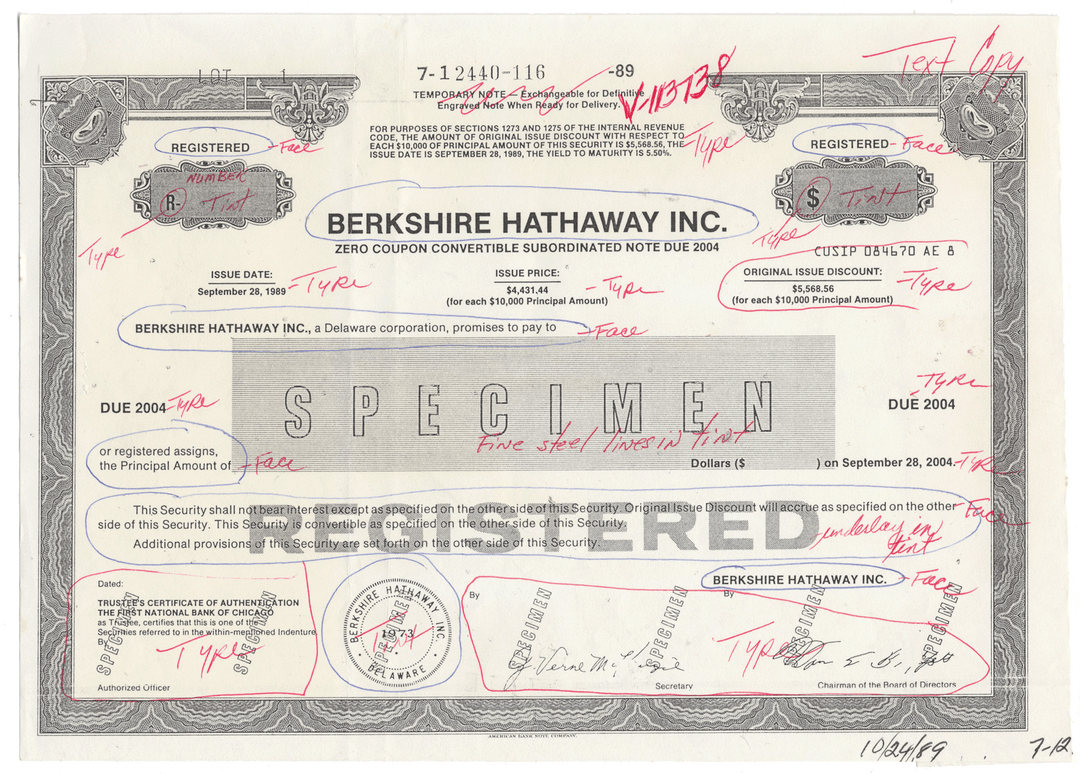 LOT 1
7-12440-116 -89
Text Copy
TEMPORARY NOTE — Exchangeable for Definitive
Engraved Note When Ready for Delivery.
V-113738
FOR PURPOSES OF SECTIONS 1273 AND 1275 OF THE INTERNAL REVENUE
CODE, THE AMOUNT OF ORIGINAL ISSUE DISCOUNT WITH RESPECT TO
EACH $10,000 OF PRINCIPAL AMOUNT OF THIS SECURITY IS $5,568.56, THE
ISSUE DATE IS SEPTEMBER 28, 1989, THE YIELD TO MATURITY IS 5.50%.
-Type
REGISTERED -Face
REGISTERED -Face
NUMBER
R- Tint
$ Tint
Type
Type
BERKSHIRE HATHAWAY INC.
ZERO COUPON CONVERTIBLE SUBORDINATED NOTE DUE 2004
CUSIP 084670 AE 8
ISSUE DATE:
September 28, 1989 -Type
ISSUE PRICE:
$4,431.44 -Type
(for each $10,000 Principal Amount)
ORIGINAL ISSUE DISCOUNT:
$5,568.56 -Type
(for each $10,000 Principal Amount)
BERKSHIRE HATHAWAY INC., a Delaware corporation, promises to pay to -Face
SPECIMEN
DUE 2004 -Type
Type
DUE 2004
Fine steel lines in tint
or registered assigns,
the Principal Amount of -Face
Dollars ($ ) on September 28, 2004. -Type
REGISTERED
This Security shall not bear interest except as specified on the other side of this Security. Original Issue Discount will accrue as specified on the other -Face
side of this Security. This Security is convertible as specified on the other side of this Security.
Additional provisions of this Security are set forth on the other side of this Security.
underlay in
tint
BERKSHIRE HATHAWAY INC. -Face
Dated:
TRUSTEE'S CERTIFICATE OF AUTHENTICATION
THE FIRST NATIONAL BANK OF CHICAGO
as Trustee, certifies that this is one of the
Securities referred to in the within-mentioned Indenture.
By
SPECIMEN
SPECIMEN
Type
Authorized Officer
BERKSHIRE HATHAWAY INC.
1973
DELAWARE
SPECIMEN
Tint
By
SPECIMEN
SPECIMEN
Secretary
By
SPECIMEN
SPECIMEN
Type
Chairman of the Board of Directors
AMERICAN BANK NOTE COMPANY.
10/24/89
7-12